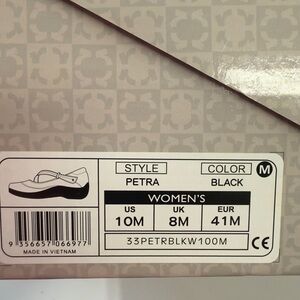 STYLE COLOR M
PETRA BLACK
WOMEN'S
US UK EUR
10M 8M 41M
33PETRBLKW100M CE
9 356657 066977
MADE IN VIETNAM